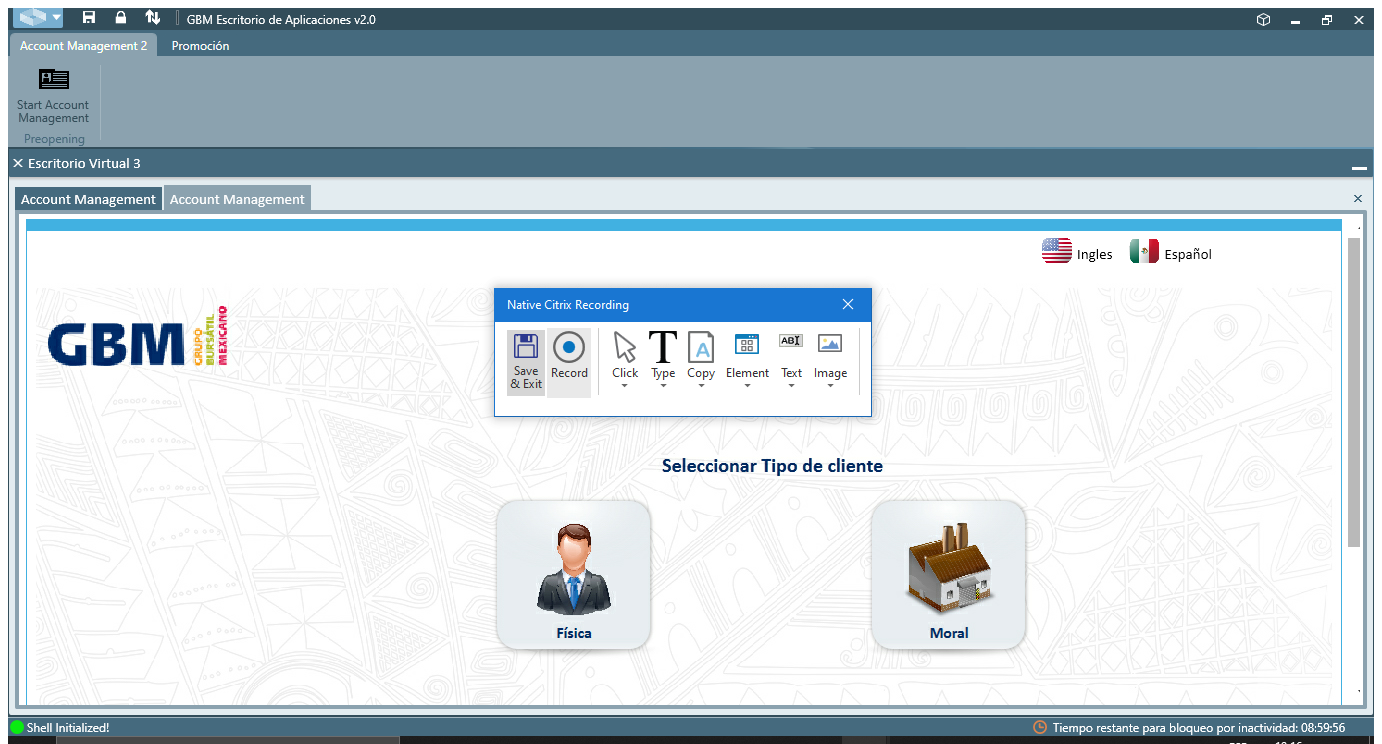 GBM Escritorio de Aplicaciones v2.0
Account Management 2 Promoción
Start Account
Management
Preopening
Escritorio Virtual 3
Account Management Account Management
Ingles Español
GBM GRUPO BURSÁTIL MEXICANO
Native Citrix Recording
Save & Exit Record Click Type Copy Element Text Image
Seleccionar Tipo de cliente
Física Moral
Shell Initialized! Tiempo restante para bloqueo por inactividad: 08:59:56